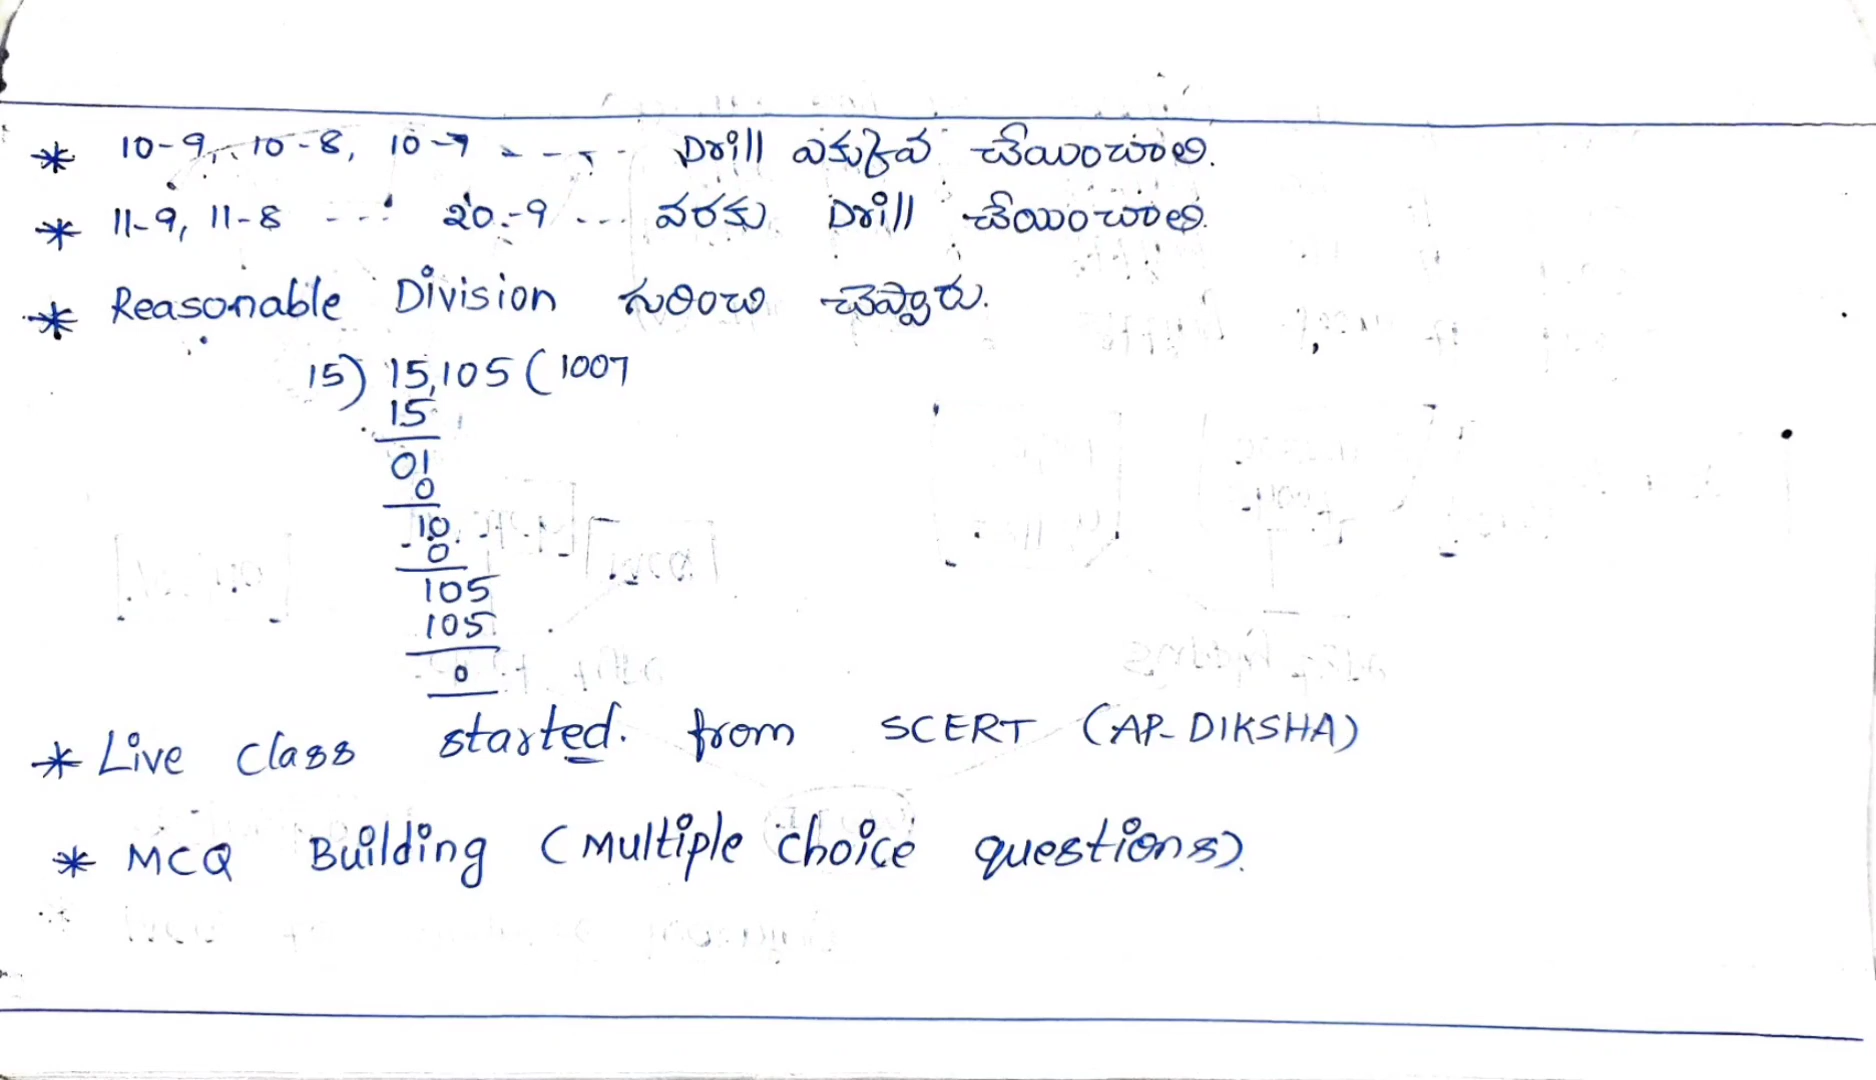 * 10-9, 10-8, 10-7 - - - - Drill ఎక్కువ చేయించాలి.
* 11-9, 11-8 --- 20-9 --- వరకు Drill చేయించాలి.
* Reasonable Division గురించి చెప్పారు.
15) 15,105 ( 1007
15
01
0
10
0
105
105
0
* Live class started. from SCERT (AP-DIKSHA)
* MCQ Building (Multiple choice questions).